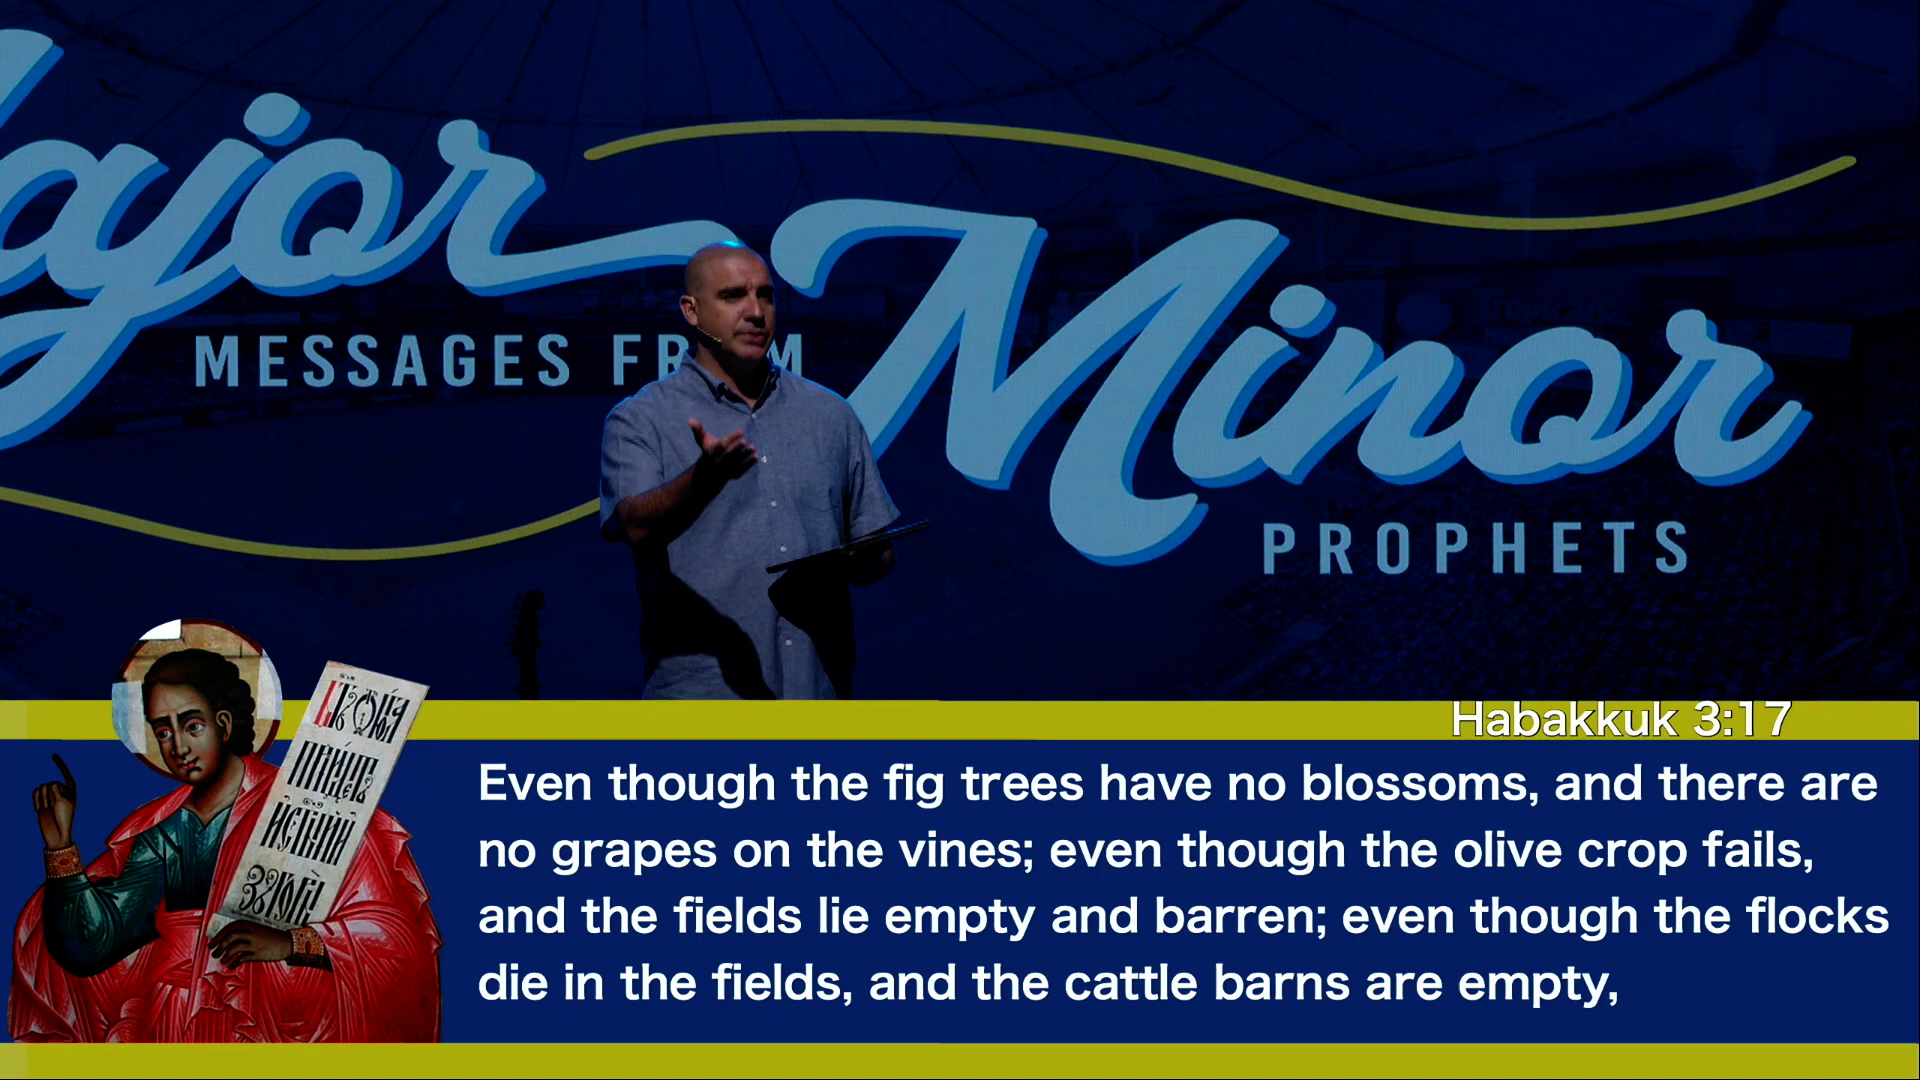 Major
MESSAGES FROM
Minor
PROPHETS
Habakkuk 3:17
Even though the fig trees have no blossoms, and there are
no grapes on the vines; even though the olive crop fails,
and the fields lie empty and barren; even though the flocks
die in the fields, and the cattle barns are empty,